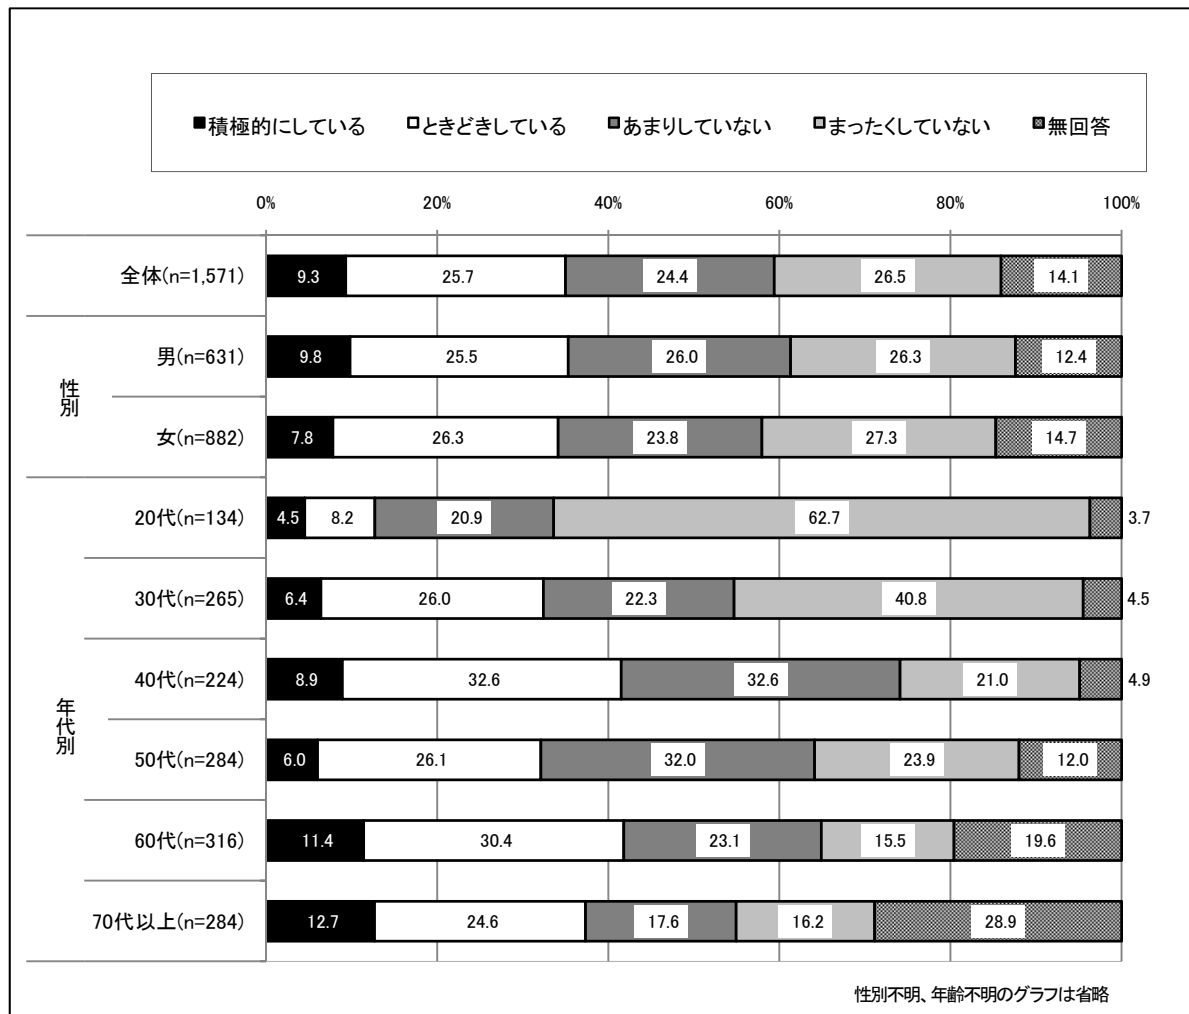 ■積極的にしている □ときどきしている ■あまりしていない ■まったくしていない ■無回答
0% 20% 40% 60% 80% 100%
全体(n=1,571) 9.3 25.7 24.4 26.5 14.1
性別
男(n=631) 9.8 25.5 26.0 26.3 12.4
女(n=882) 7.8 26.3 23.8 27.3 14.7
年代別
20代(n=134) 4.5 8.2 20.9 62.7 3.7
30代(n=265) 6.4 26.0 22.3 40.8 4.5
40代(n=224) 8.9 32.6 32.6 21.0 4.9
50代(n=284) 6.0 26.1 32.0 23.9 12.0
60代(n=316) 11.4 30.4 23.1 15.5 19.6
70代以上(n=284) 12.7 24.6 17.6 16.2 28.9
性別不明、年齢不明のグラフは省略